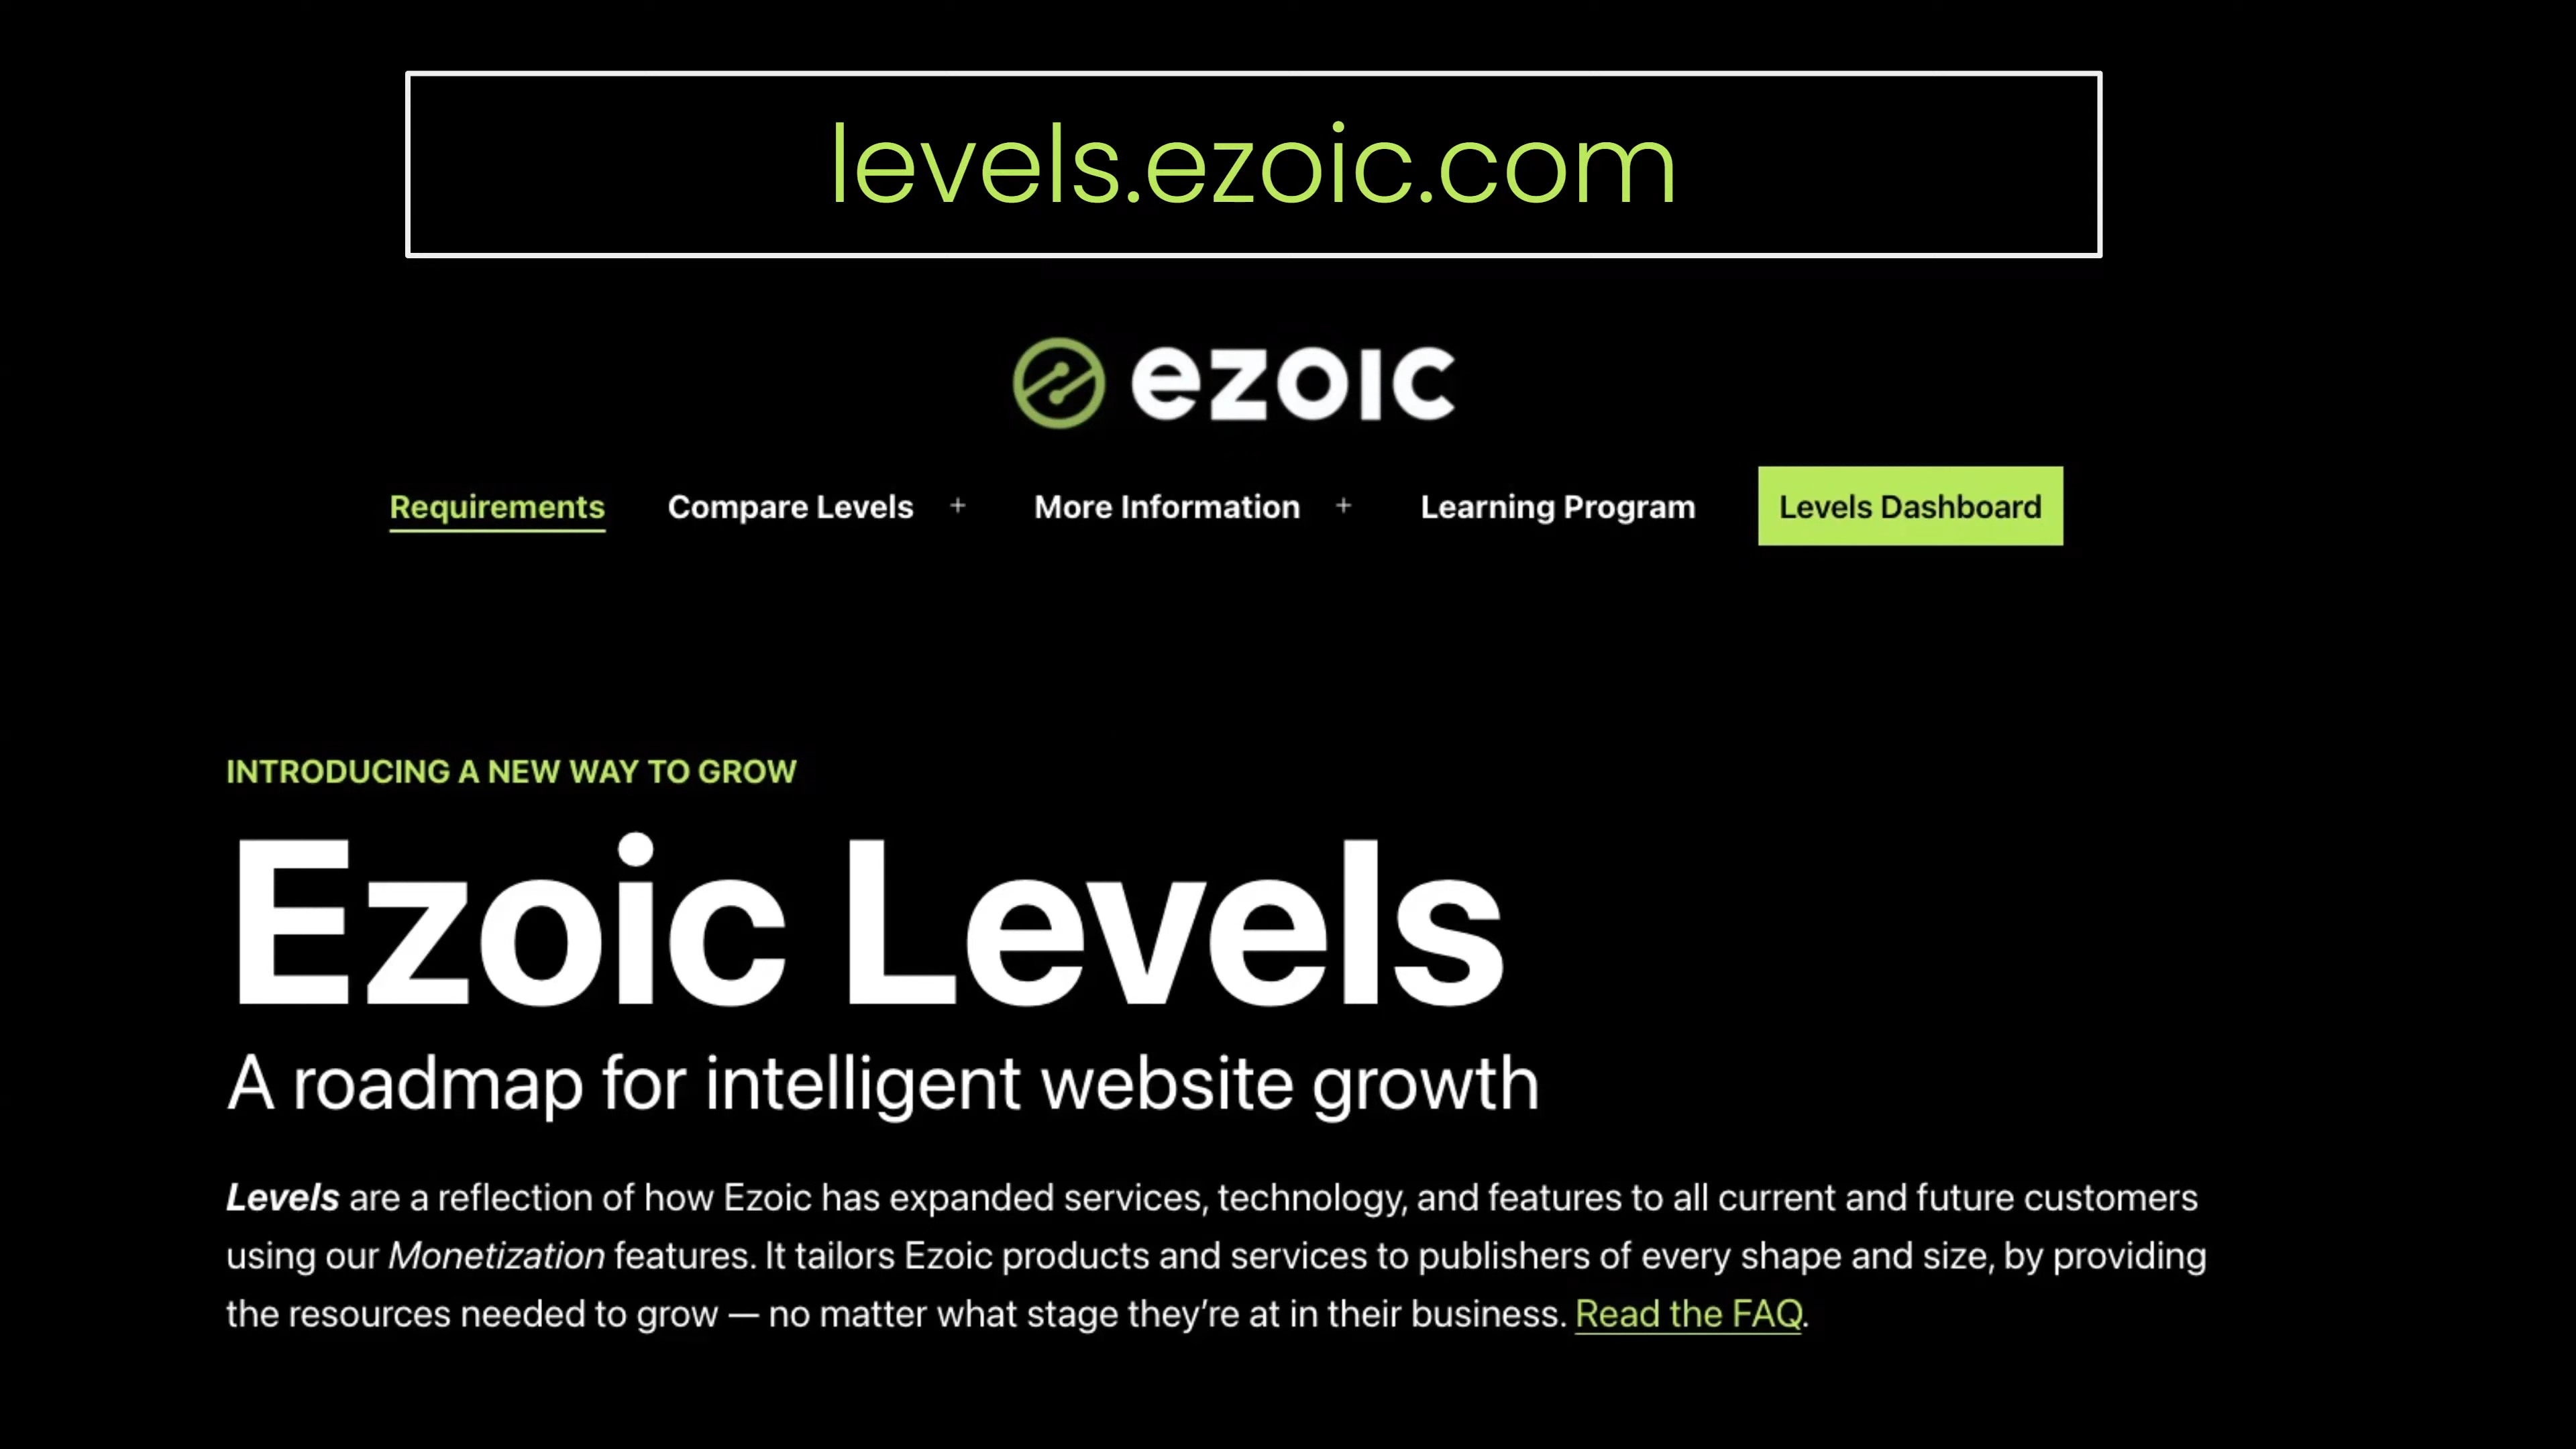 levels.ezoic.com
ezoic
Requirements Compare Levels + More Information + Learning Program Levels Dashboard
INTRODUCING A NEW WAY TO GROW
Ezoic Levels
A roadmap for intelligent website growth
Levels are a reflection of how Ezoic has expanded services, technology, and features to all current and future customers
using our Monetization features. It tailors Ezoic products and services to publishers of every shape and size, by providing
the resources needed to grow — no matter what stage they’re at in their business. Read the FAQ.